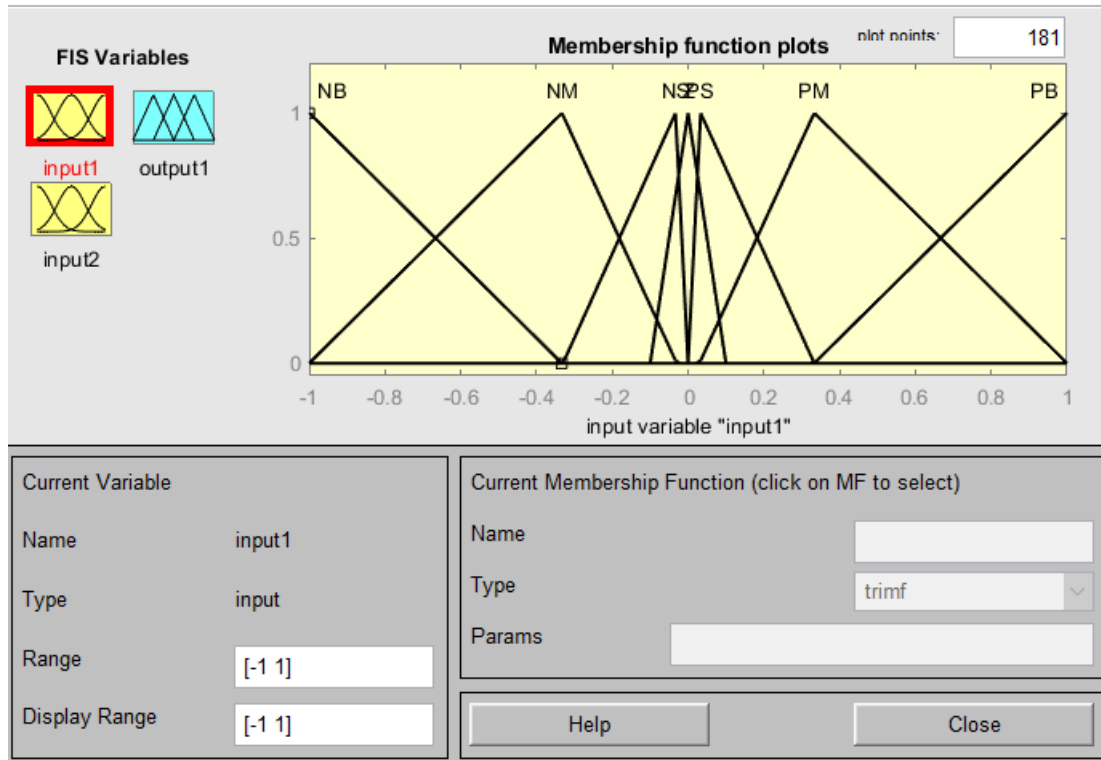 FIS Variables
Membership function plots
plot points:
181
input1
output1
input2
NB
NM
NS
Z
PS
PM
PB
1
0.5
0
-1
-0.8
-0.6
-0.4
-0.2
0
0.2
0.4
0.6
0.8
1
input variable "input1"
Current Variable
Name
input1
Type
input
Range
[-1 1]
Display Range
[-1 1]
Current Membership Function (click on MF to select)
Name
Type
trimf
Params
Help
Close